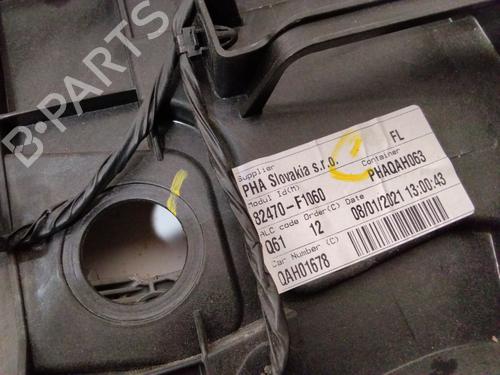 B-PARTS
Supplier
PHA Slovakia s.r.o.
FL
Modul Id(M)
Container
82470-F1060
PHAQAH063
ALC code Order(C) Date
Q61 12 08/01/2021 13:00:43
Car Number (C)
QAH01678